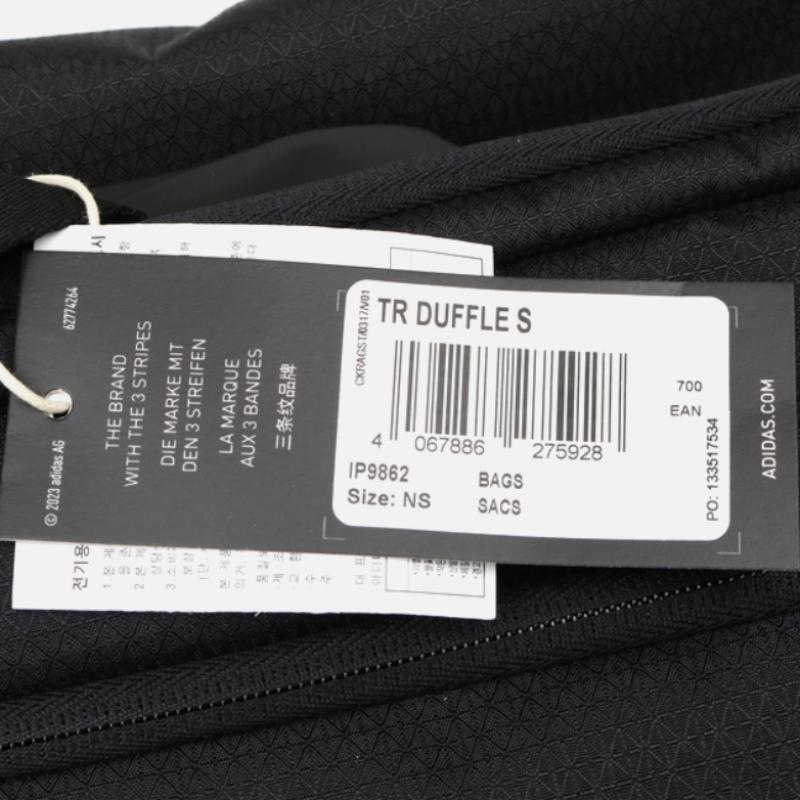 62774264
THE BRAND
WITH THE 3 STRIPES
DIE MARKE MIT
DEN 3 STREIFEN
LA MARQUE
AUX 3 BANDES
三条纹品牌
© 2023 adidas AG
CKRAGST/0317/V01
TR DUFFLE S
4 067886 275928
700
EAN
IP9862
Size: NS
BAGS
SACS
PO: 133517534
ADIDAS.COM
전기용